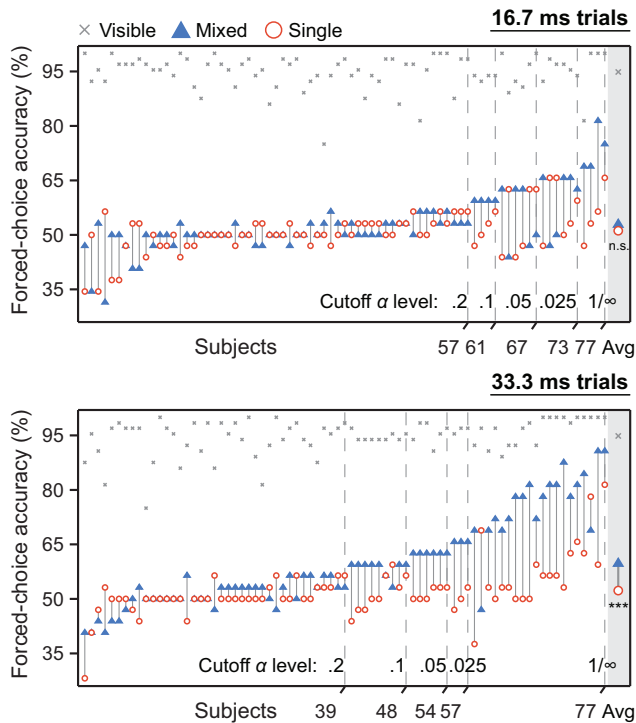 16.7 ms trials
× Visible ▲ Mixed ○ Single
Forced-choice accuracy (%)
95
80
65
50
35
n.s.
Cutoff α level: .2 .1 .05 .025 1/∞
Subjects 57 61 67 73 77 Avg
33.3 ms trials
Forced-choice accuracy (%)
95
80
65
50
35
***
Cutoff α level: .2 .1 .05 .025 1/∞
Subjects 39 48 54 57 77 Avg